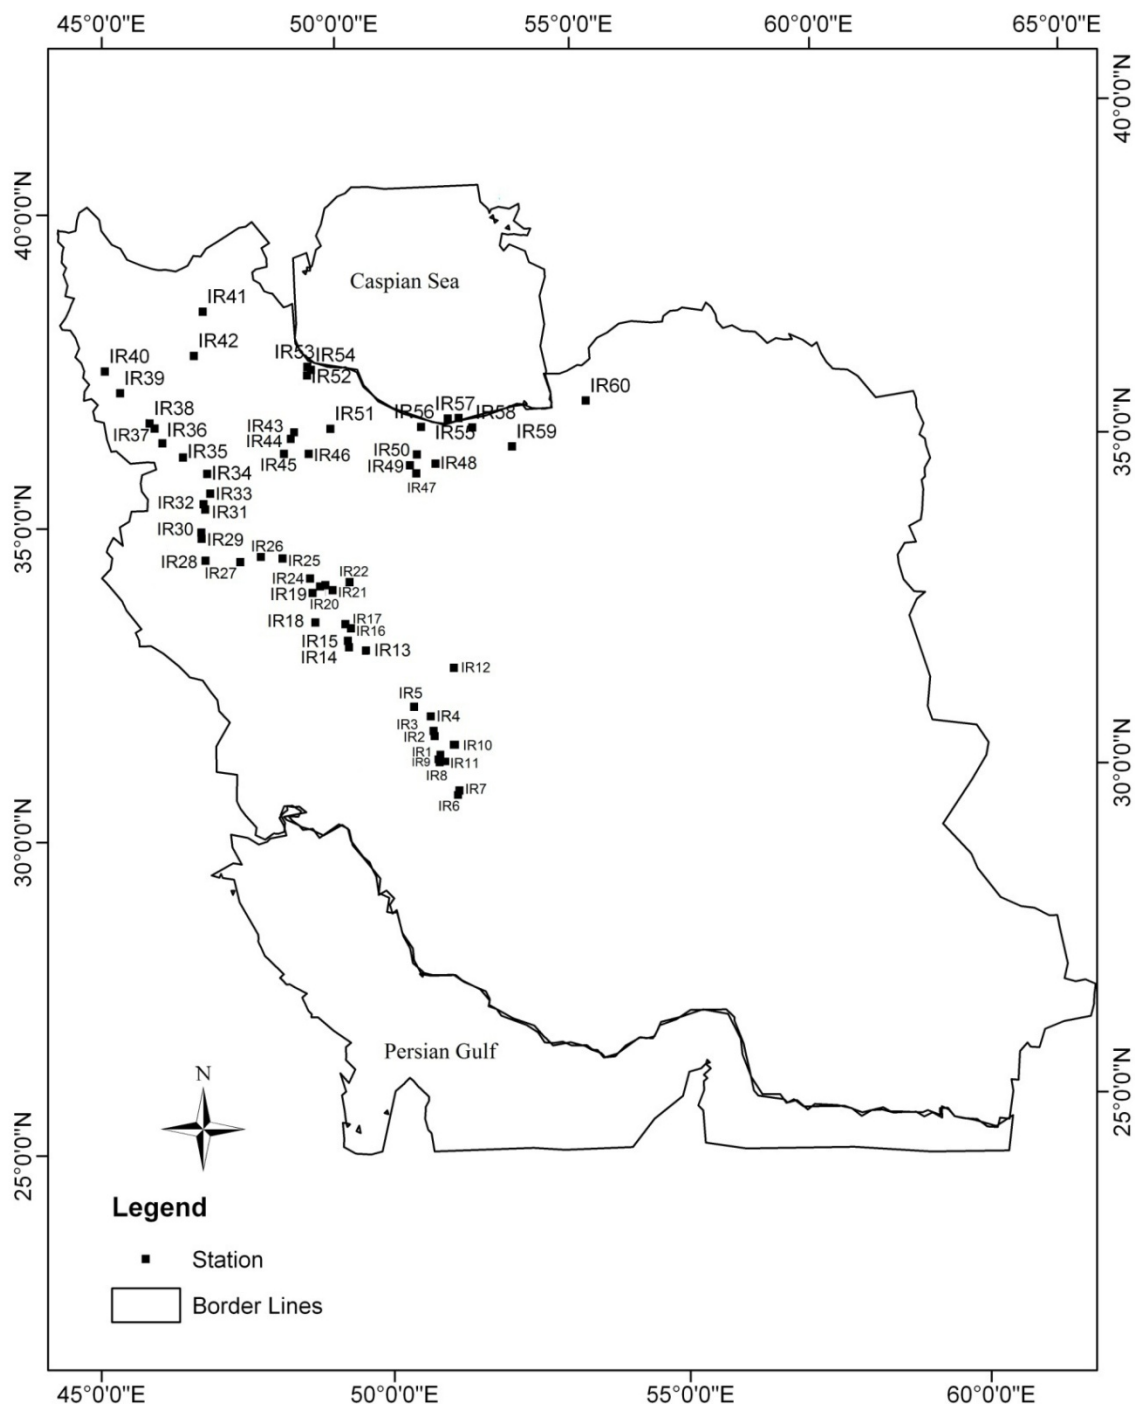 45°0'0"E 50°0'0"E 55°0'0"E 60°0'0"E 65°0'0"E
40°0'0"N
40°0'0"N
Caspian Sea
IR41
IR42
IR53 IR54
IR40
IR52
IR39
IR60
IR38
IR37
IR36
IR43
IR51
IR56
IR57
IR58
IR44
IR55
35°0'0"N
IR59
IR35
IR45
IR46
IR50
IR49
IR48
IR34
IR47
IR33
IR32
IR31
35°0'0"N
IR30
IR29
IR26
IR28
IR27
IR25
IR24
IR22
IR19
IR21
IR20
IR18
IR17
IR16
IR15
IR14
IR13
IR12
IR5
IR4
IR3
IR2
IR10
IR1
IR9
IR11
IR8
30°0'0"N
IR7
IR6
30°0'0"N
Persian Gulf
25°0'0"N
N
25°0'0"N
Legend
Station
Border Lines
45°0'0"E 50°0'0"E 55°0'0"E 60°0'0"E